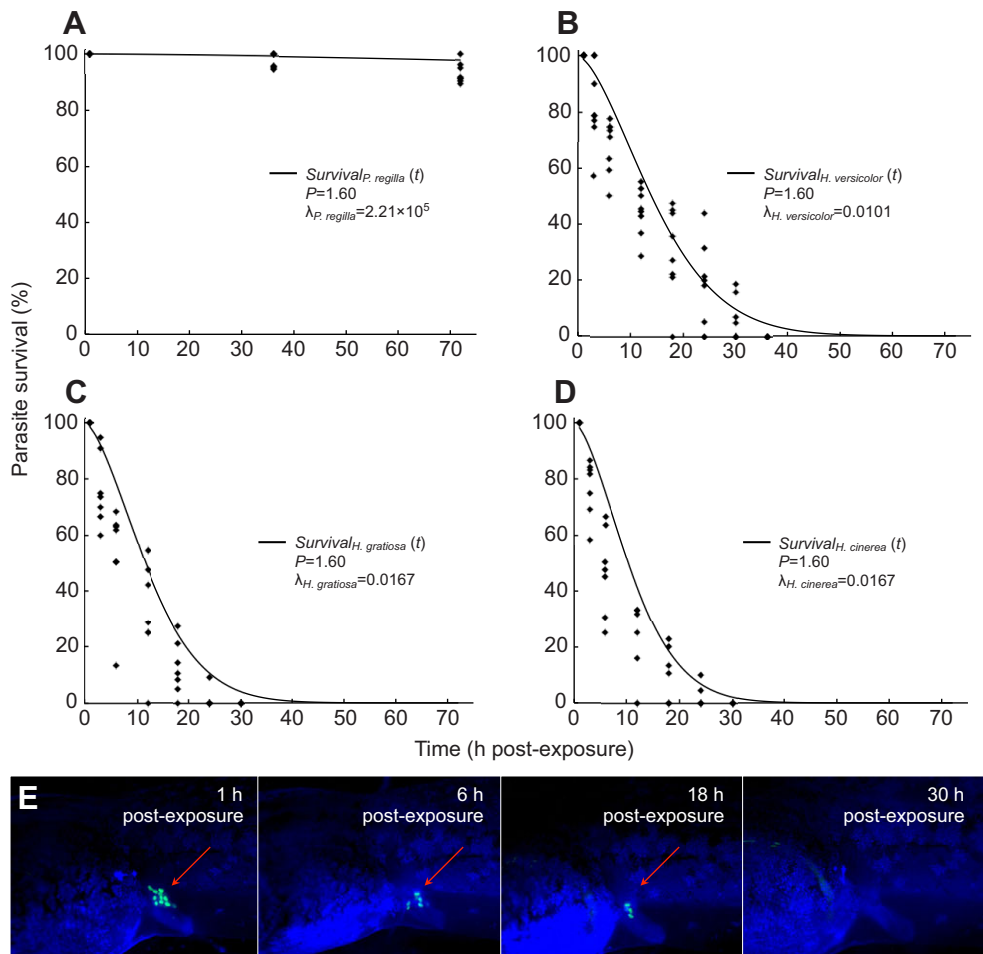 A
100
80
60
40
20
0
0 10 20 30 40 50 60 70
Survival P. regilla (t)
P=1.60
λP. regilla=2.21×10⁵
B
100
80
60
40
20
0
0 10 20 30 40 50 60 70
Survival H. versicolor (t)
P=1.60
λH. versicolor=0.0101
Parasite survival (%)
C
100
80
60
40
20
0
0 10 20 30 40 50 60 70
Survival H. gratiosa (t)
P=1.60
λH. gratiosa=0.0167
D
100
80
60
40
20
0
0 10 20 30 40 50 60 70
Survival H. cinerea (t)
P=1.60
λH. cinerea=0.0167
Time (h post-exposure)
E
1 h
post-exposure
6 h
post-exposure
18 h
post-exposure
30 h
post-exposure